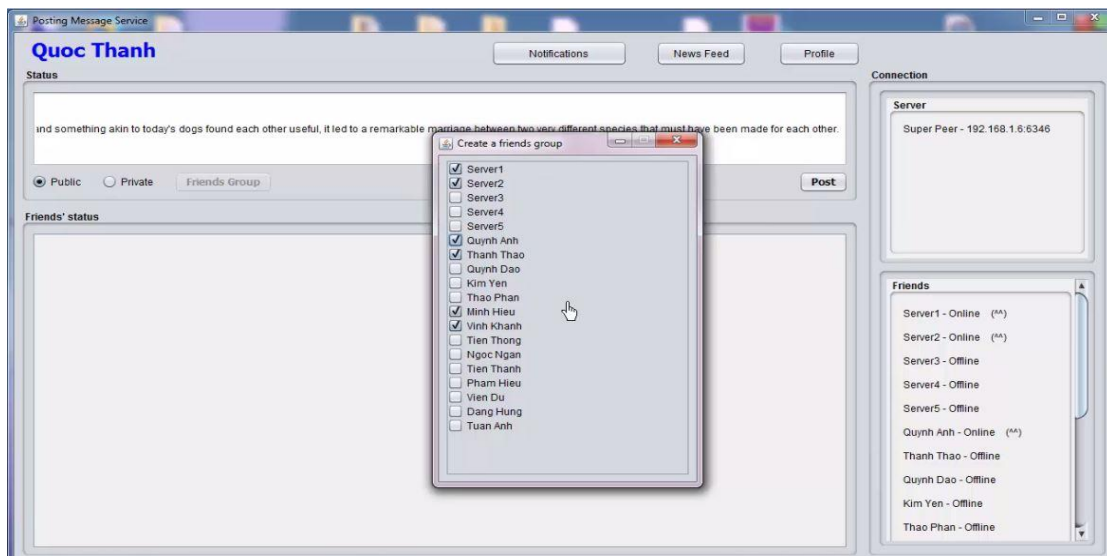 Posting Message Service
Quoc Thanh
Notifications
News Feed
Profile
Status
and something akin to today's dogs found each other useful, it led to a remarkable marriage between two very different species that must have been made for each other.
Public
Private
Friends Group
Post
Friends' status
Create a friends group
Server1
Server2
Server3
Server4
Server5
Quynh Anh
Thanh Thao
Quynh Dao
Kim Yen
Thao Phan
Minh Hieu
Vinh Khanh
Tien Thong
Ngoc Ngan
Tien Thanh
Pham Hieu
Vien Du
Dang Hung
Tuan Anh
Connection
Server
Super Peer - 192.168.1.6:6346
Friends
Server1 - Online (^^)
Server2 - Online (^^)
Server3 - Offline
Server4 - Offline
Server5 - Offline
Quynh Anh - Online (^^)
Thanh Thao - Offline
Quynh Dao - Offline
Kim Yen - Offline
Thao Phan - Offline